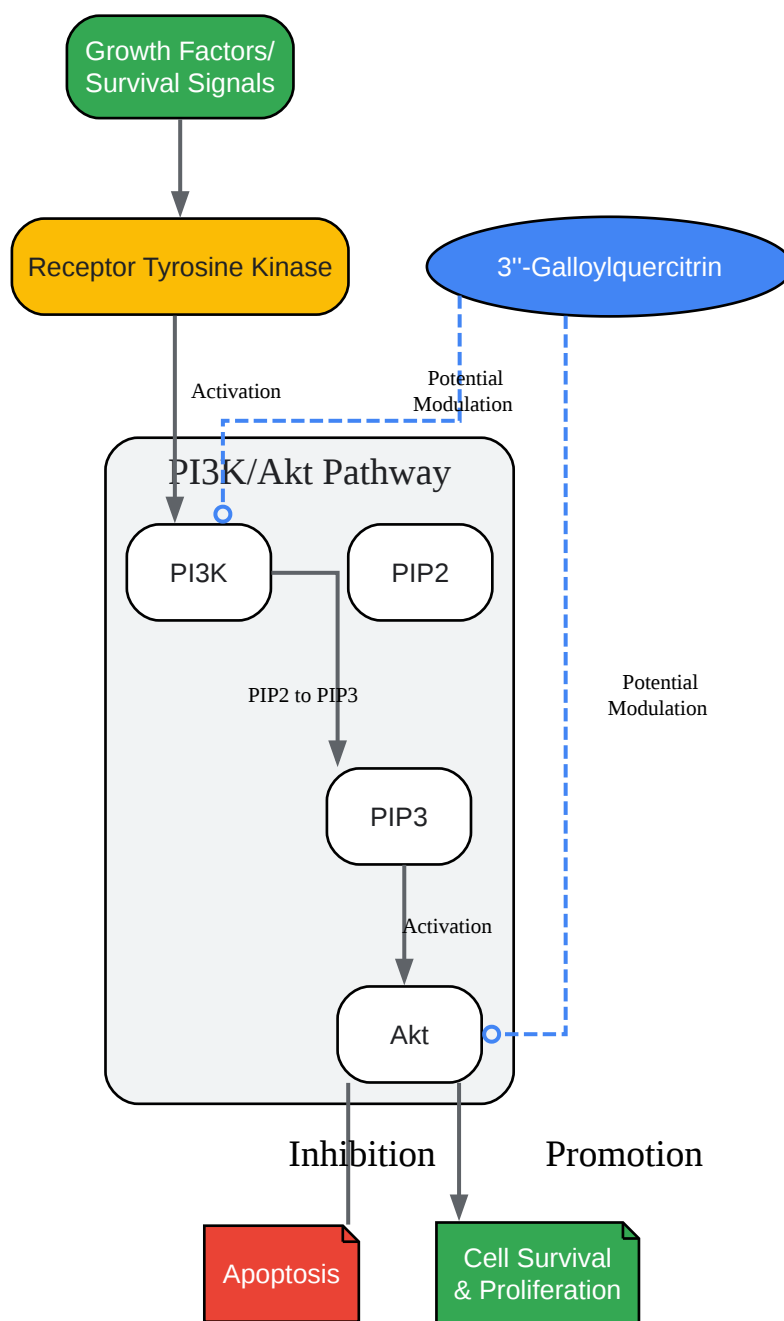 Growth Factors/
Survival Signals
Receptor Tyrosine Kinase
3''-Galloylquercitrin
Activation
Potential
Modulation
PI3K/Akt Pathway
PI3K
PIP2
PIP2 to PIP3
Potential
Modulation
PIP3
Activation
Akt
Inhibition
Promotion
Apoptosis
Cell Survival
& Proliferation